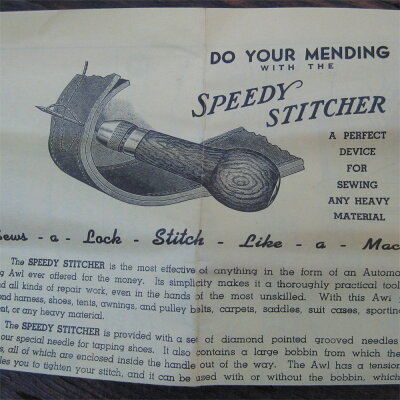 DO YOUR MENDING
WITH THE
SPEEDY
STITCHER
A PERFECT
DEVICE
FOR
SEWING
ANY HEAVY
MATERIAL
Sews - a - Lock - Stitch - Like - a - Mac
The SPEEDY STITCHER is the most effective of anything in the form of an Automa
Awl ever offered for the money. Its simplicity makes it a thoroughly practical tool
all kinds of repair work, even in the hands of the most unskilled. With this Awl
harness, shoes, tents, awnings, and pulley belts, carpets, saddles, suit cases, sportin
or any heavy material.
The SPEEDY STITCHER is provided with a set of diamond pointed grooved needles
our special needle for tapping shoes. It also contains a large bobbin from which the
all of which are enclosed inside the handle out of the way. The Awl has a tension
you to tighten your stitch, and it can be used with or without the bobbin, which